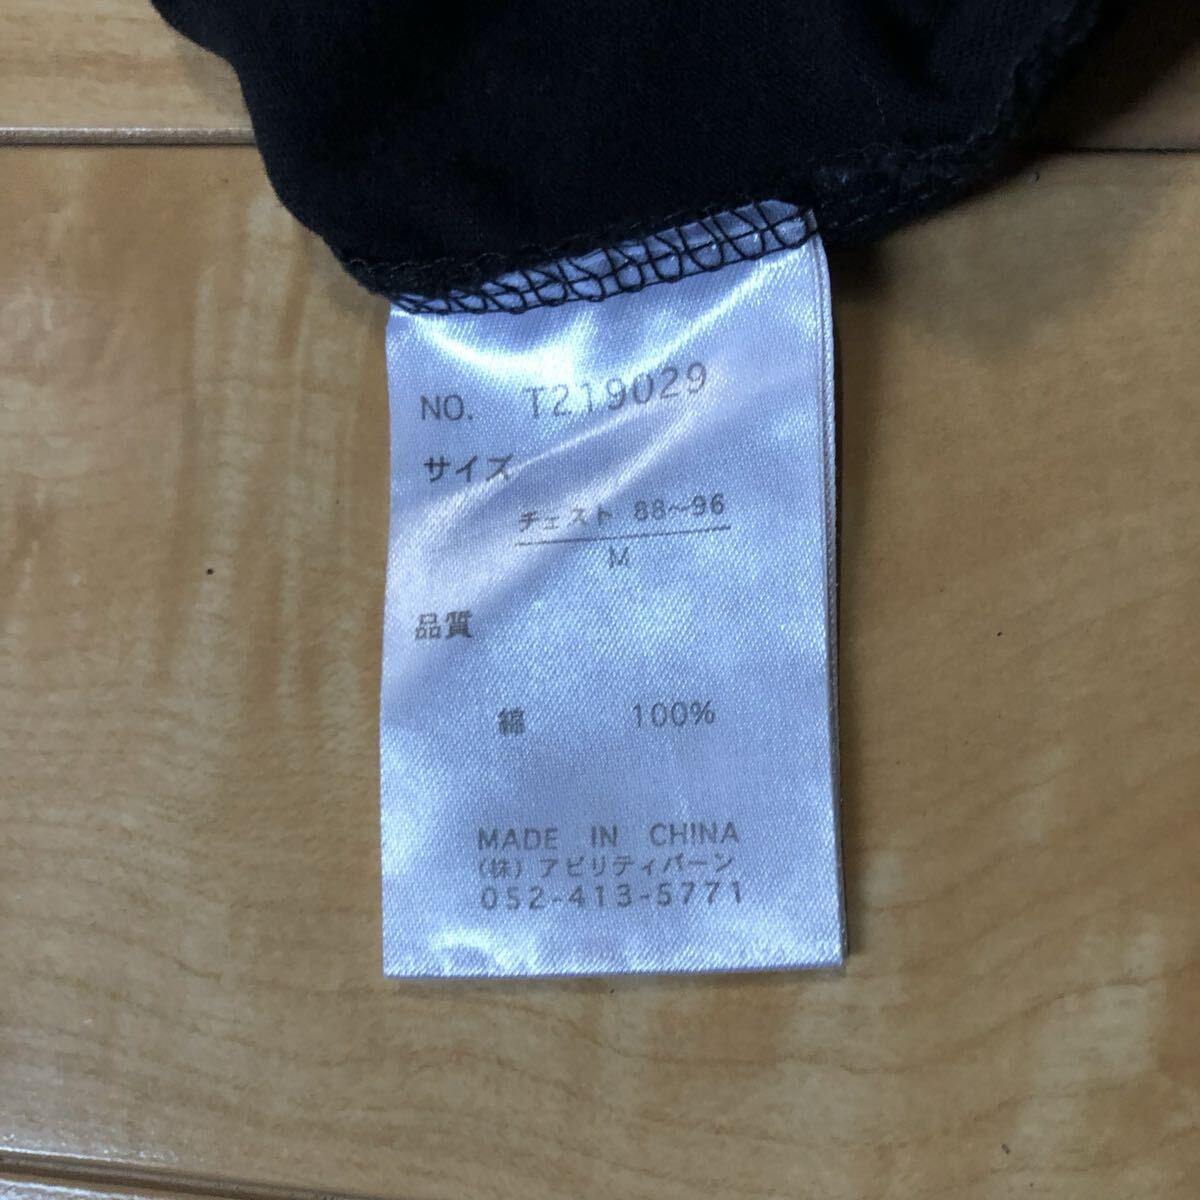 NO. T219029
サイズ
チェスト 88~96
M
品質
綿 100%
MADE IN CHINA
(株) アビリティバーン
052-413-5771